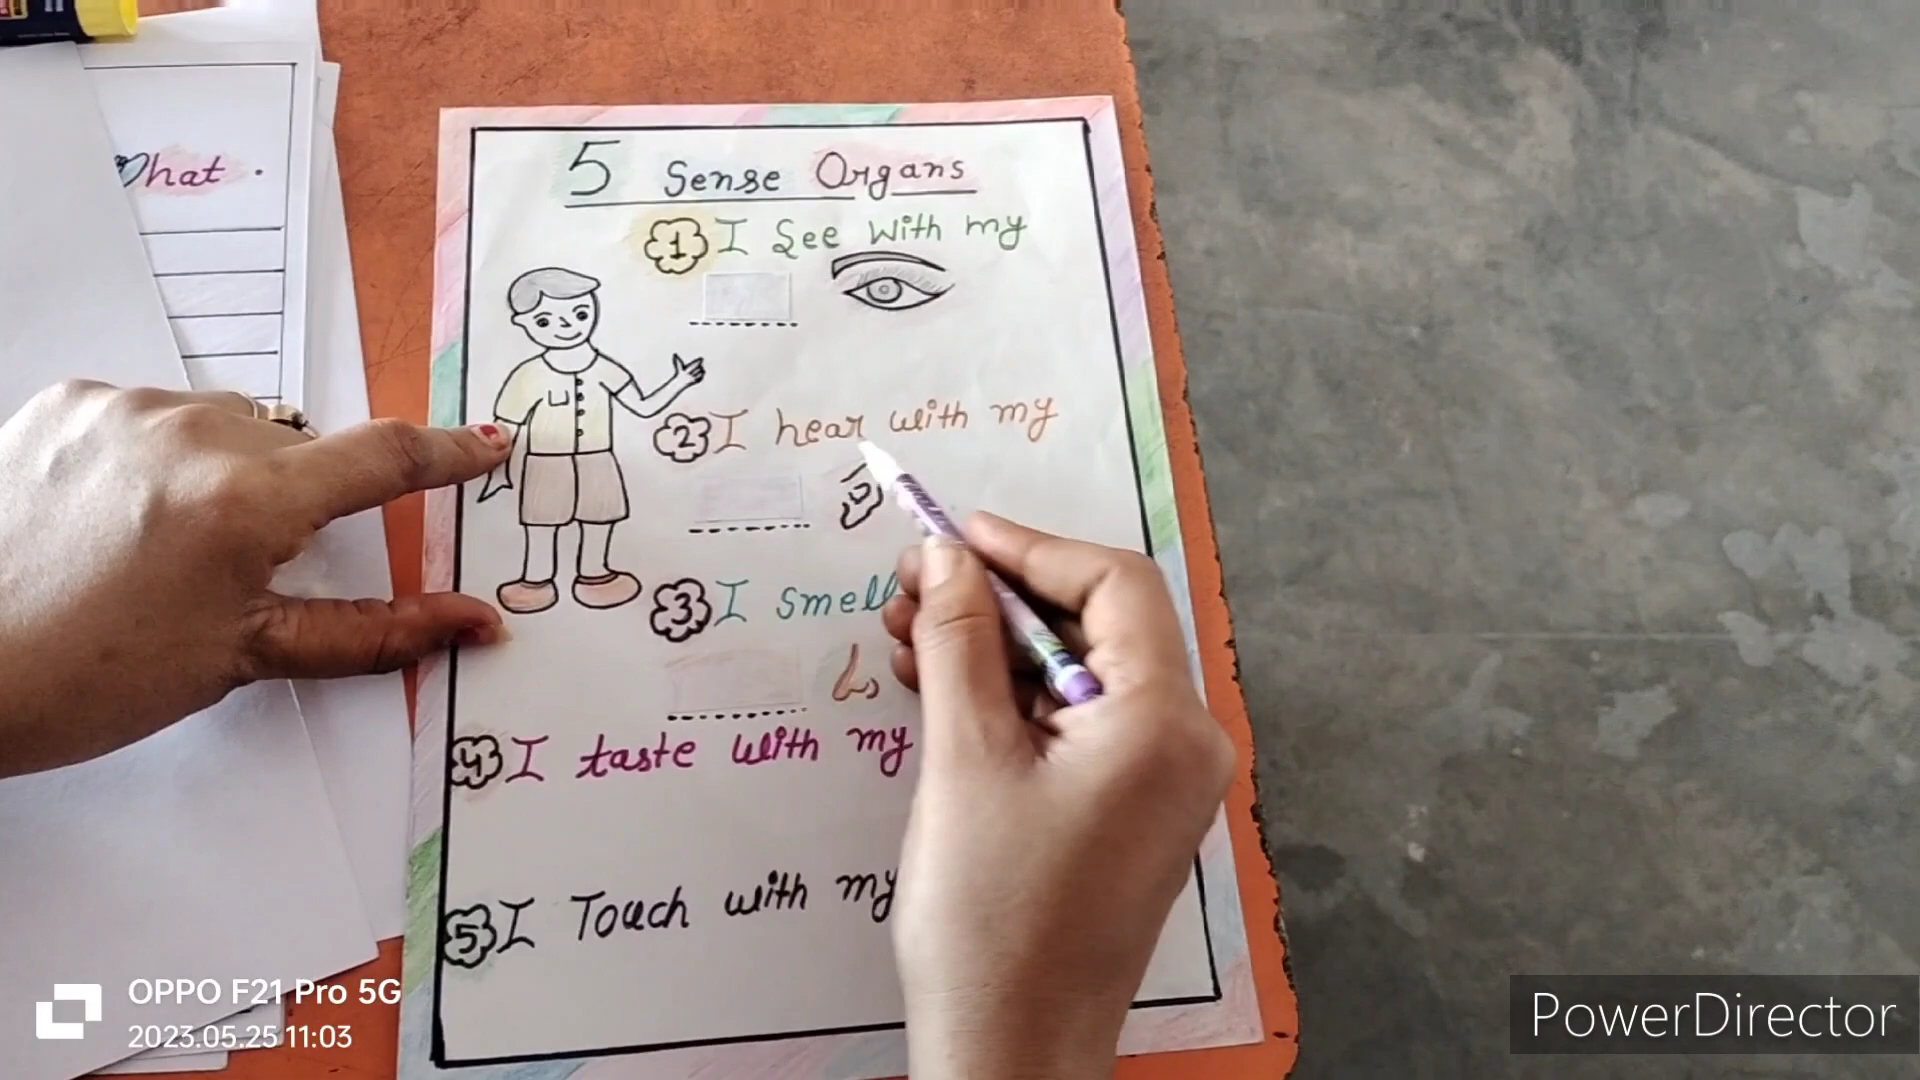 What.
5 Sense Organs
1 I See With my
2 I hear with my
3 I smell
4 I taste with my
5 I Touch with my
OPPO F21 Pro 5G
2023.05.25 11:03
PowerDirector